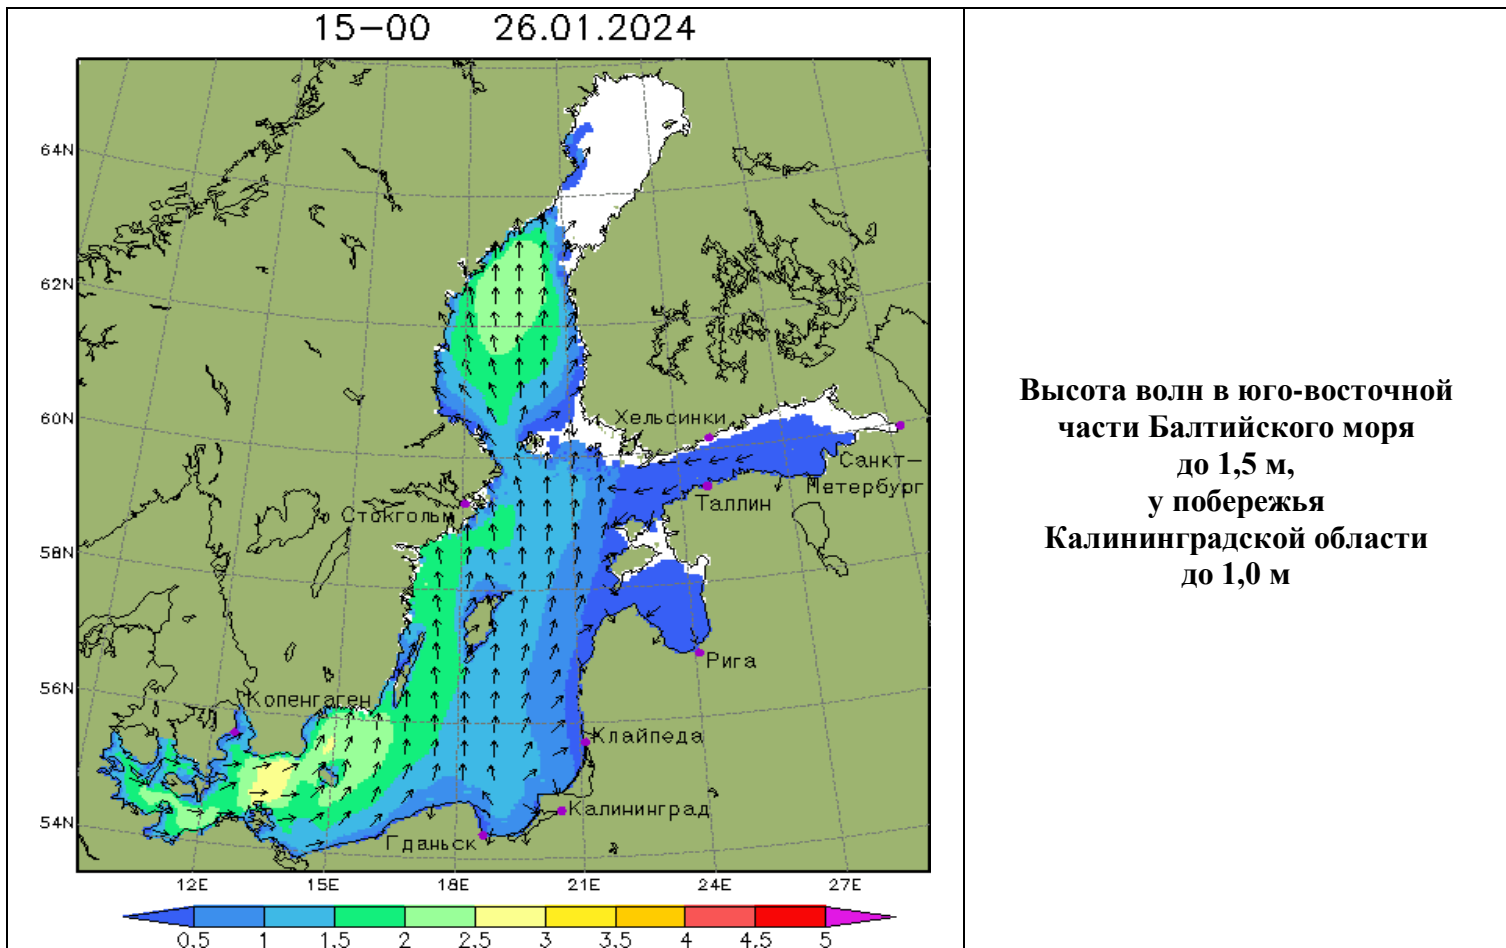 15-00 26.01.2024
64N
62N
60N
58N
56N
54N
Хельсинки
Санкт-
Петербург
Таллин
Стокгольм
Рига
Копенгаген
Клайпеда
Калининград
Гданьск
12E 15E 18E 21E 24E 27E
0.5 1 1.5 2 2.5 3 3.5 4 4.5 5
Высота волн в юго-восточной
части Балтийского моря
до 1,5 м,
у побережья
Калининградской области
до 1,0 м